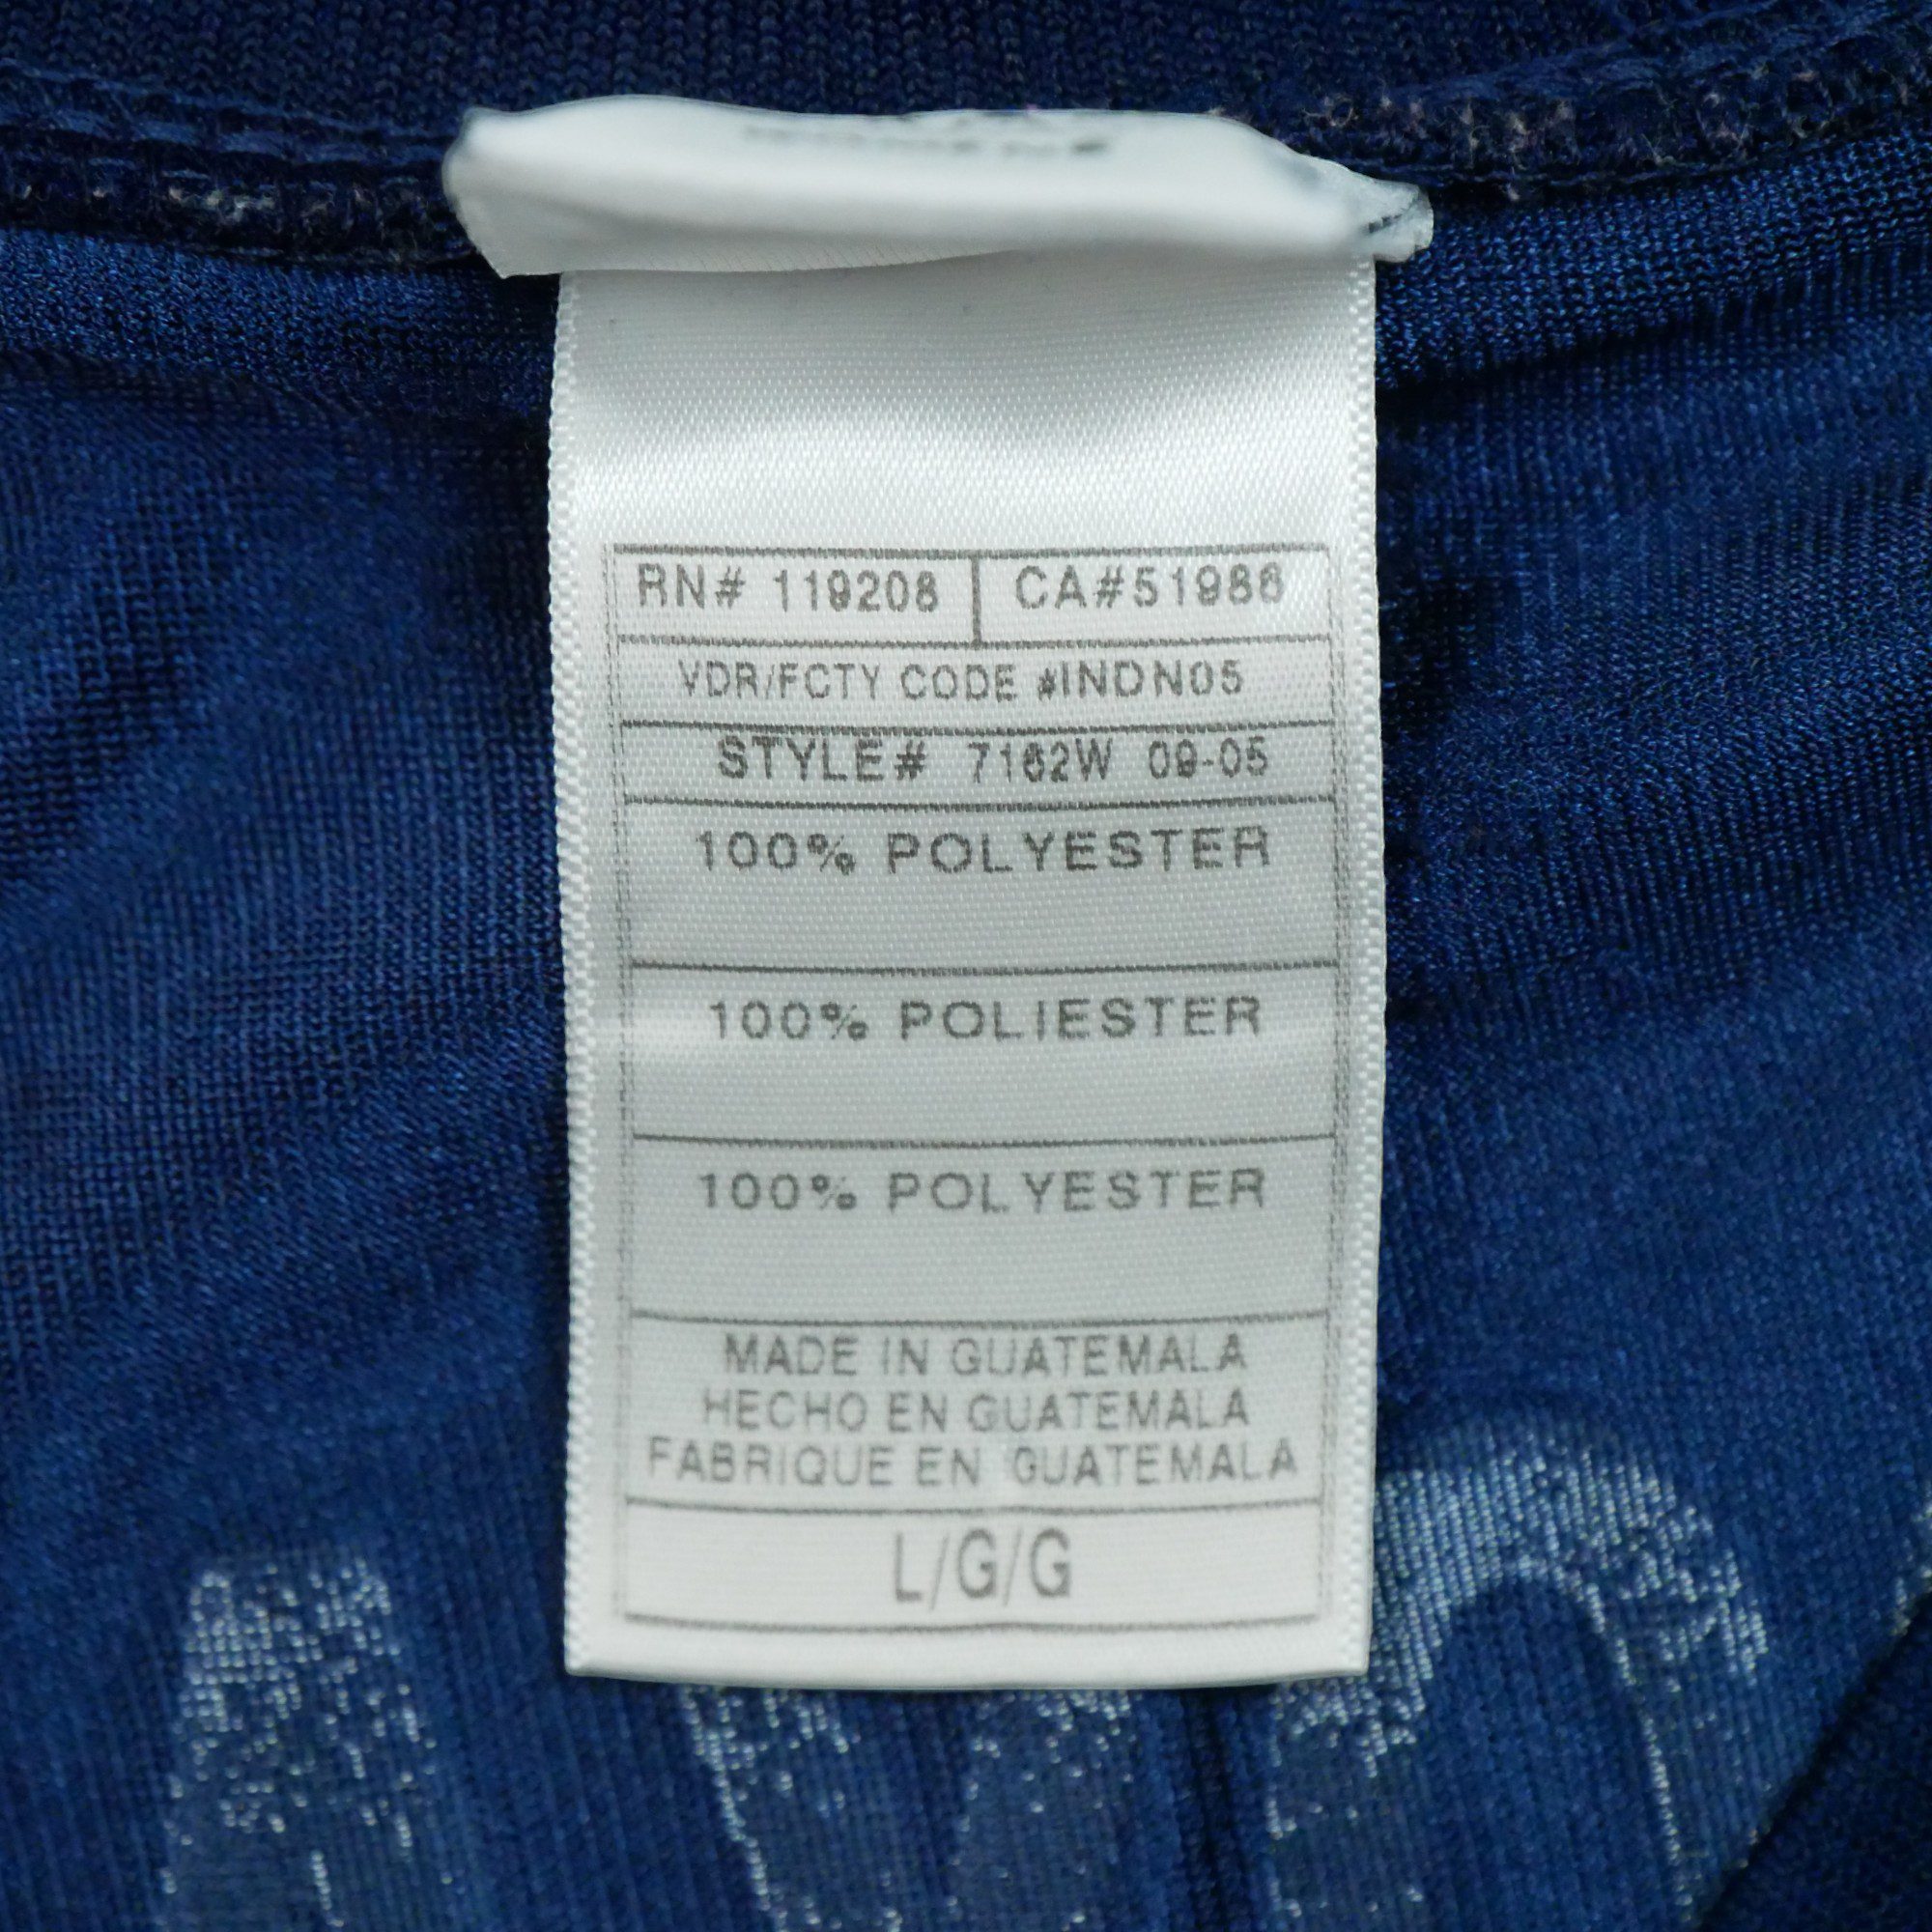 RN# 119208 CA#51986
VDR/FCTY CODE #INDN05
STYLE# 7162W 09-05
100% POLYESTER
100% POLIESTER
100% POLYESTER
MADE IN GUATEMALA
HECHO EN GUATEMALA
FABRIQUE EN GUATEMALA
L/G/G